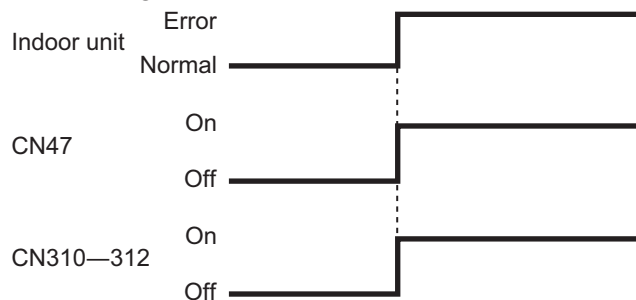 Error
Indoor unit
Normal
On
CN47
Off
On
CN310—312
Off